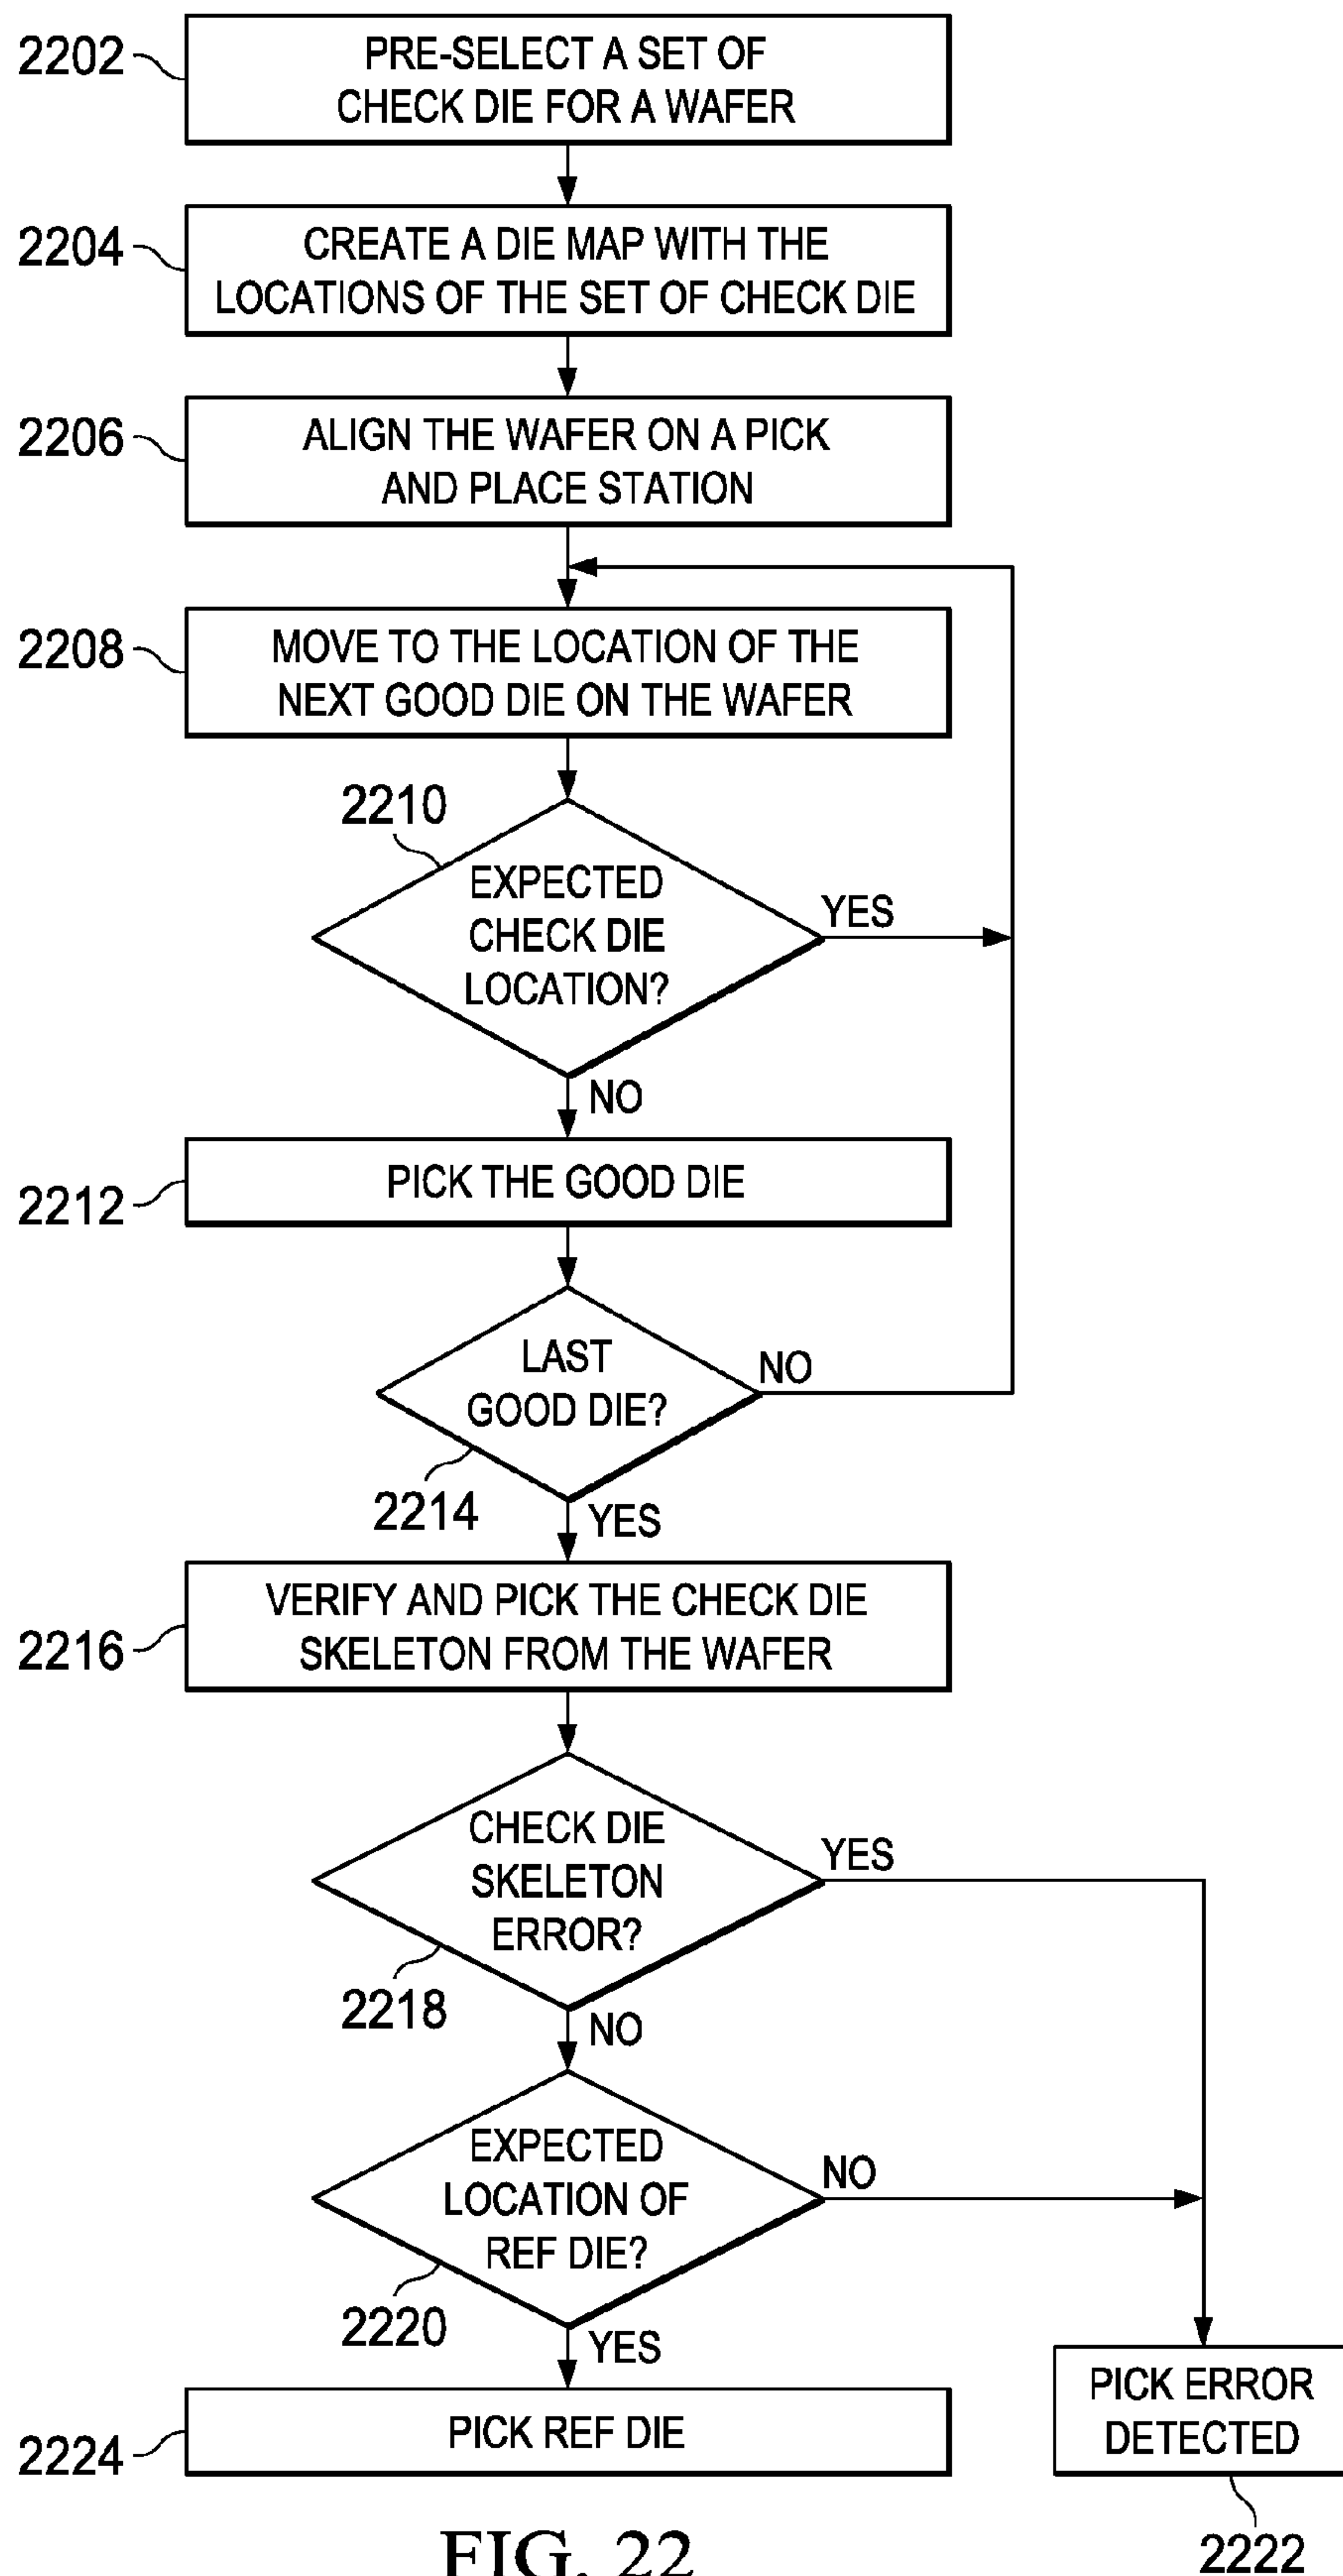 2202
PRE-SELECT A SET OF
CHECK DIE FOR A WAFER
2204
CREATE A DIE MAP WITH THE
LOCATIONS OF THE SET OF CHECK DIE
2206
ALIGN THE WAFER ON A PICK
AND PLACE STATION
2208
MOVE TO THE LOCATION OF THE
NEXT GOOD DIE ON THE WAFER
2210
EXPECTED
CHECK DIE
LOCATION?
YES
NO
2212
PICK THE GOOD DIE
LAST
GOOD DIE?
NO
2214
YES
2216
VERIFY AND PICK THE CHECK DIE
SKELETON FROM THE WAFER
CHECK DIE
SKELETON
ERROR?
YES
2218
NO
EXPECTED
LOCATION OF
REF DIE?
NO
2220
YES
2224
PICK REF DIE
PICK ERROR
DETECTED
2222
FIG. 22